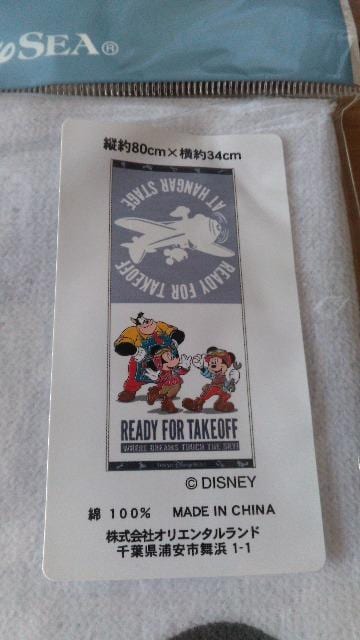 SEA®
縦約80cm×横約34cm
READY FOR TAKEOFF
AT HANGAR STAGE
READY FOR TAKEOFF
WHERE DREAMS TOUCH THE SKY!
© DISNEY
綿 100% MADE IN CHINA
株式会社オリエンタルランド
千葉県浦安市舞浜 1-1